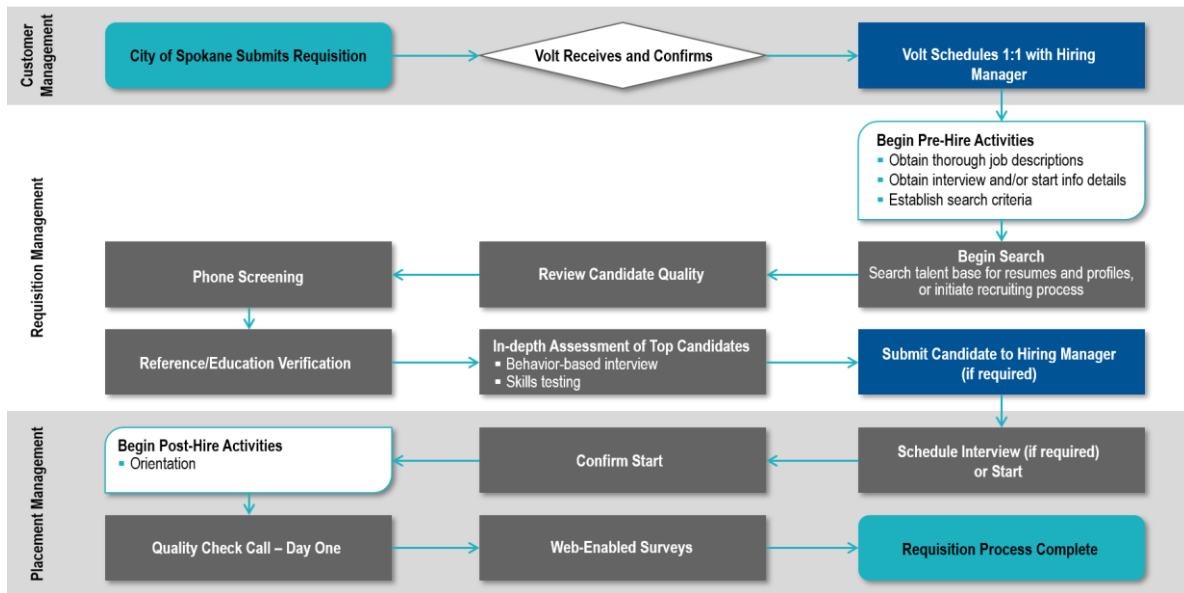 Customer
Management
City of Spokane Submits Requisition
Volt Receives and Confirms
Volt Schedules 1:1 with Hiring
Manager
Requisition Management
Begin Pre-Hire Activities
▪ Obtain thorough job descriptions
▪ Obtain interview and/or start info details
▪ Establish search criteria
Begin Search
Search talent base for resumes and profiles,
or initiate recruiting process
Review Candidate Quality
Phone Screening
Reference/Education Verification
In-depth Assessment of Top Candidates
▪ Behavior-based interview
▪ Skills testing
Submit Candidate to Hiring Manager
(if required)
Placement Management
Schedule Interview (if required)
or Start
Confirm Start
Begin Post-Hire Activities
▪ Orientation
Quality Check Call – Day One
Web-Enabled Surveys
Requisition Process Complete